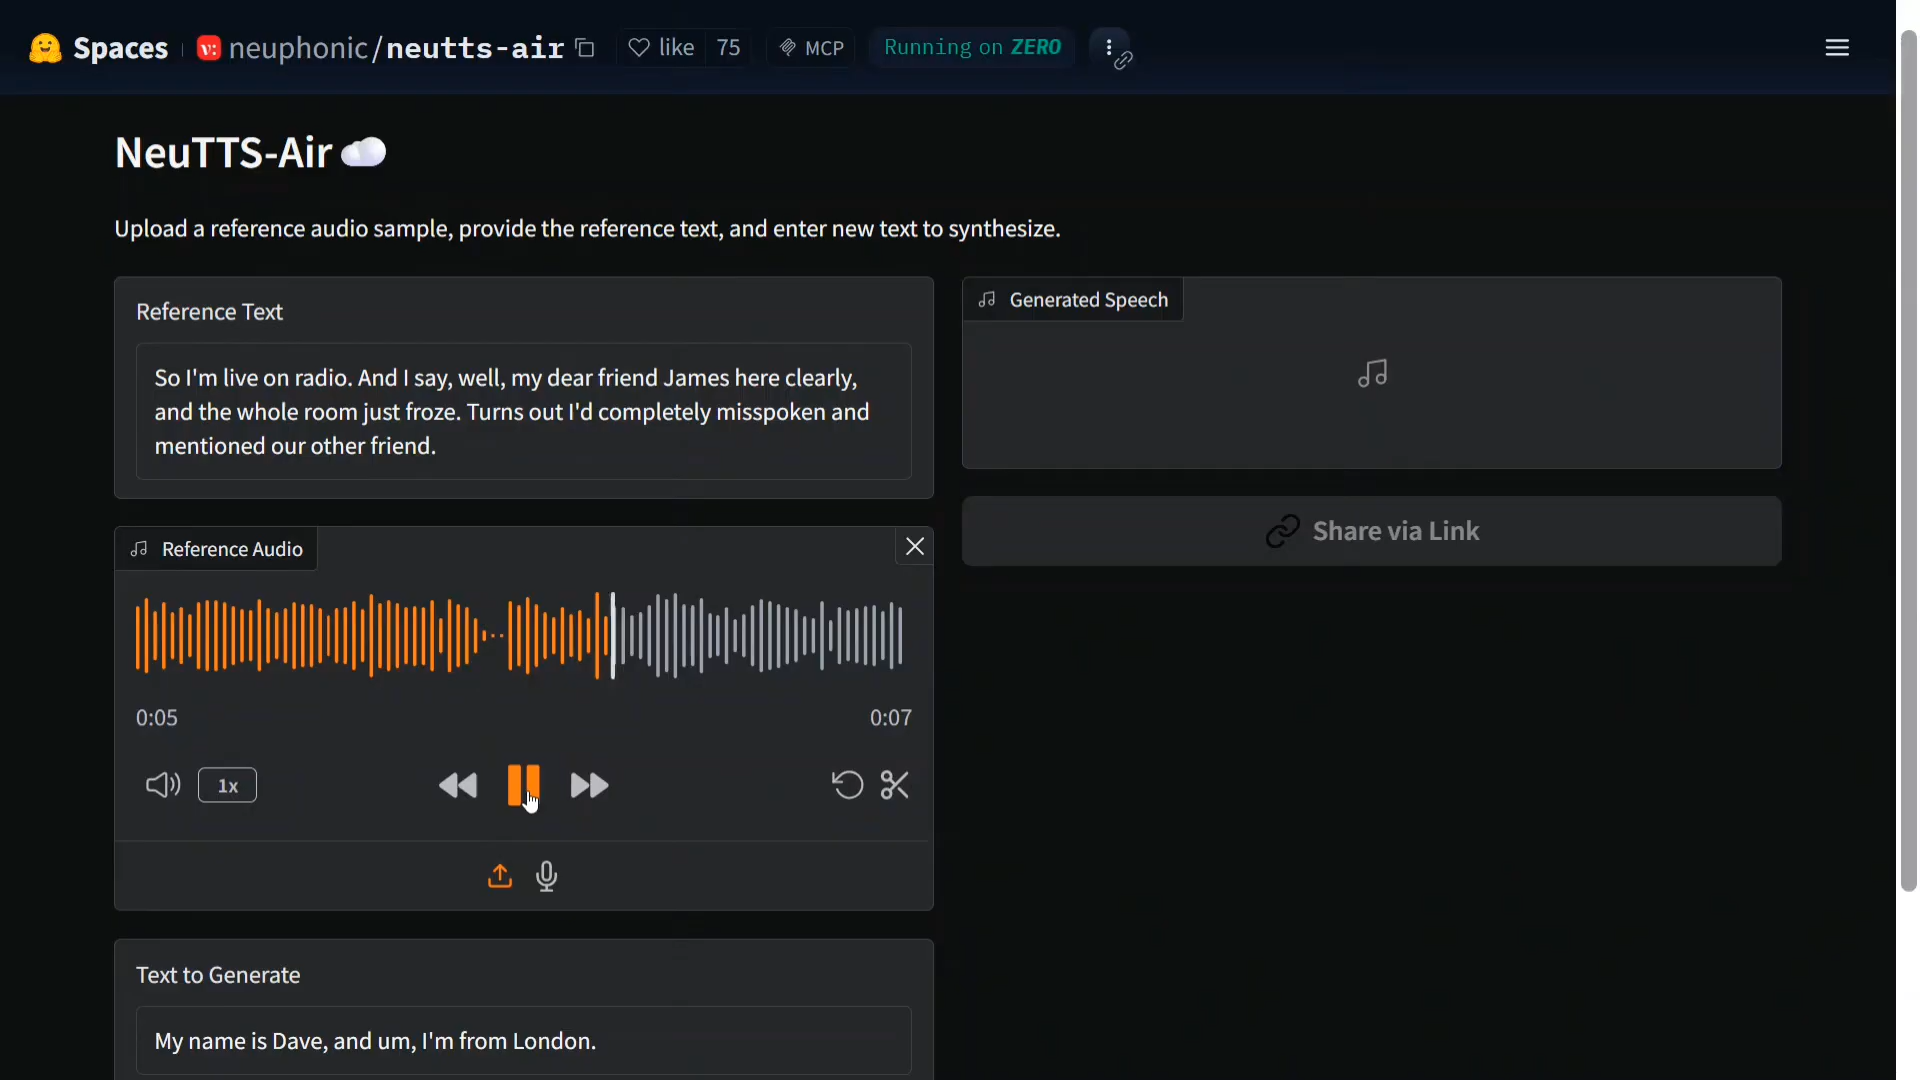 Spaces neuphonic/neutts-air like 75 MCP Running on ZERO
NeuTTS-Air
Upload a reference audio sample, provide the reference text, and enter new text to synthesize.
Reference Text
So I'm live on radio. And I say, well, my dear friend James here clearly,
and the whole room just froze. Turns out I'd completely misspoken and
mentioned our other friend.
Generated Speech
Share via Link
Reference Audio
0:05 0:07
1x
Text to Generate
My name is Dave, and um, I'm from London.